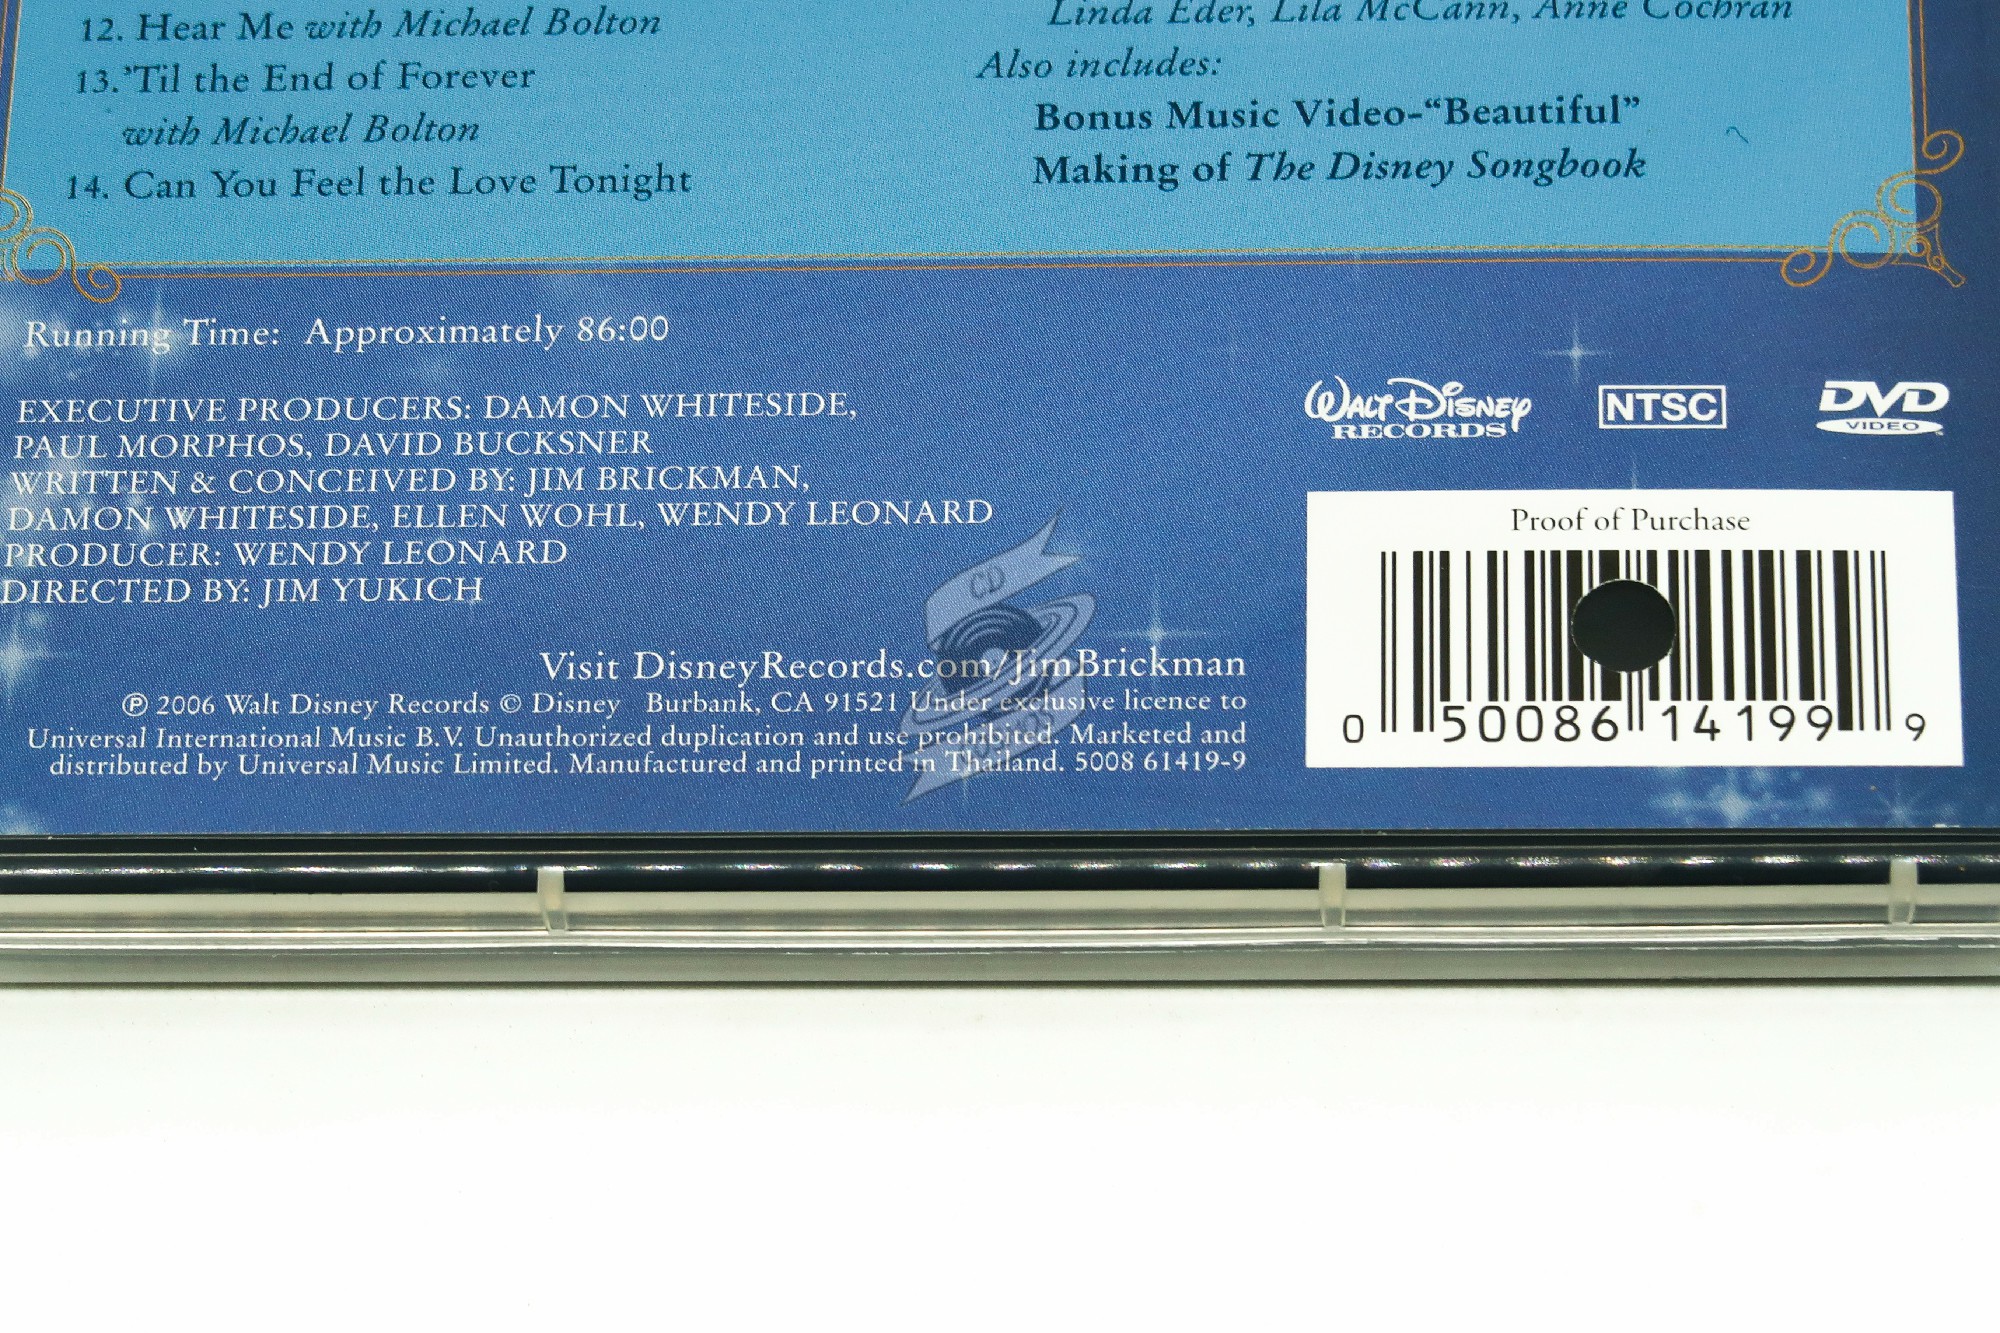 12. Hear Me with Michael Bolton
13. 'Til the End of Forever
with Michael Bolton
14. Can You Feel the Love Tonight
Linda Eder, Lila McCann, Anne Cochran
Also includes:
Bonus Music Video-“Beautiful”
Making of The Disney Songbook
Running Time: Approximately 86:00
EXECUTIVE PRODUCERS: DAMON WHITESIDE,
PAUL MORPHOS, DAVID BUCKSNER
WRITTEN & CONCEIVED BY: JIM BRICKMAN,
DAMON WHITESIDE, ELLEN WOHL, WENDY LEONARD
PRODUCER: WENDY LEONARD
DIRECTED BY: JIM YUKICH
Visit DisneyRecords.com/JimBrickman
℗ 2006 Walt Disney Records © Disney Burbank, CA 91521 Under exclusive licence to
Universal International Music B.V. Unauthorized duplication and use prohibited. Marketed and
distributed by Universal Music Limited. Manufactured and printed in Thailand. 5008 61419-9
WALT DISNEY
RECORDS
NTSC
DVD
VIDEO
Proof of Purchase
0 50086 14199 9
CD